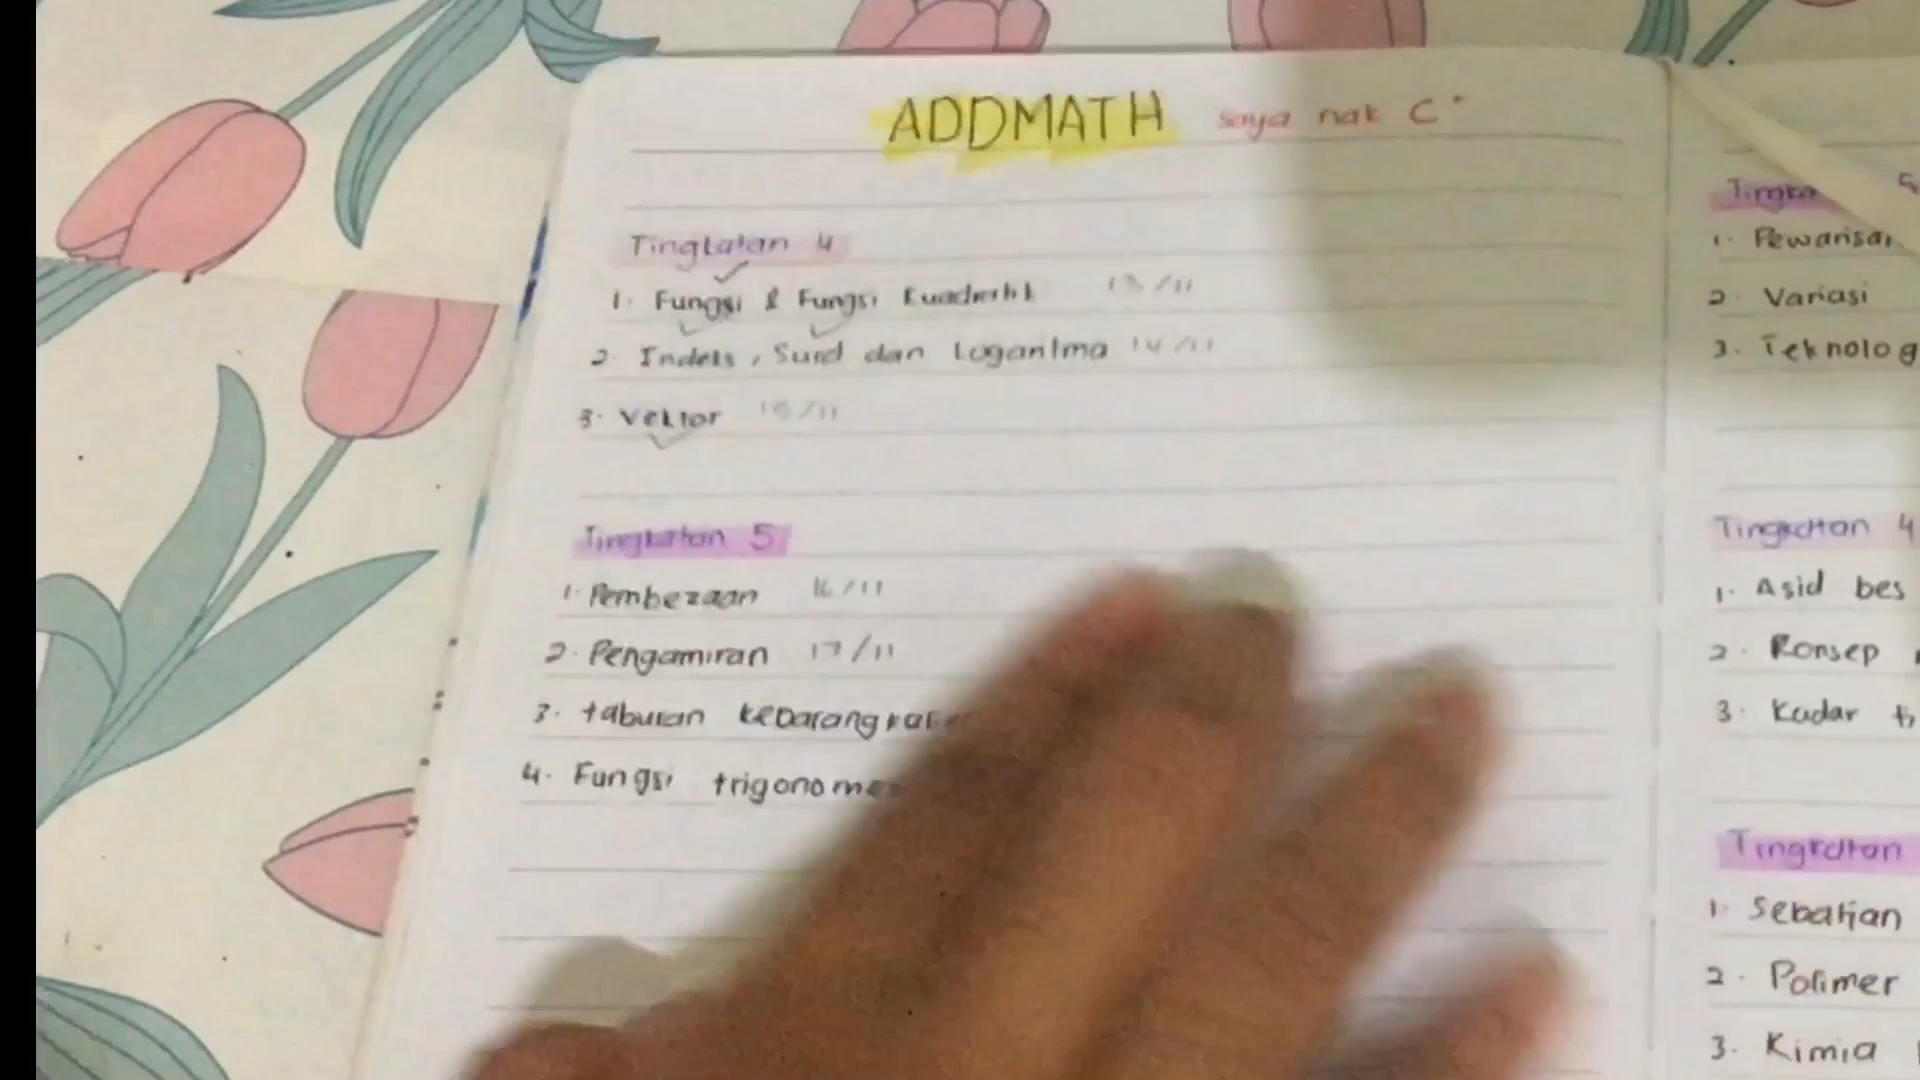 ADDMATH saya nak C
Tingkatan 4
1. Fungsi & Fungsi Kuadratik 13/11
2. Indeks, Surd dan Logaritma 14/11
3. Vektor 15/11
Tingkatan 5
1. Pembezaan 16/11
2. Pengamiran 17/11
3. taburan kebarangkal
4. Fungsi trigonome
5
1. Pewarisan
2. Variasi
3. Teknolog
Tingkatan 4
1. Asid bes
2. Konsep
3. Kadar
Tingkatan
1. Sebatian
2. Polimer
3. Kimia